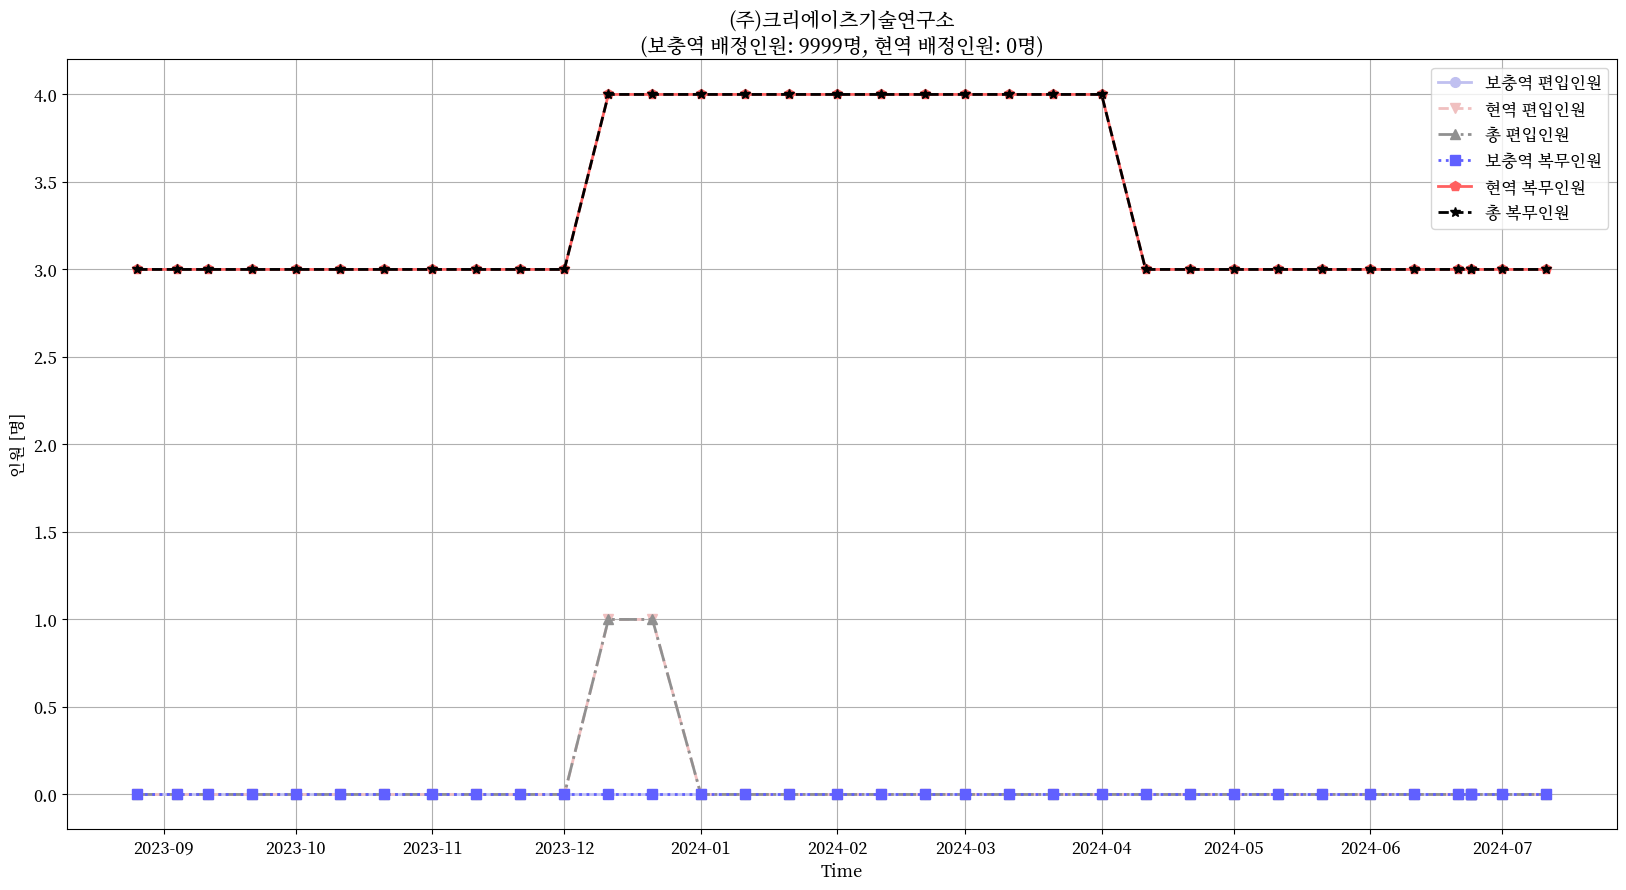 (주)크리에이츠기술연구소
(보충역 배정인원: 9999명, 현역 배정인원: 0명)
보충역 편입인원
현역 편입인원
총 편입인원
보충역 복무인원
현역 복무인원
총 복무인원
4.0
3.5
3.0
2.5
2.0
1.5
1.0
0.5
0.0
인원 [명]
2023-09 2023-10 2023-11 2023-12 2024-01 2024-02 2024-03 2024-04 2024-05 2024-06 2024-07
Time